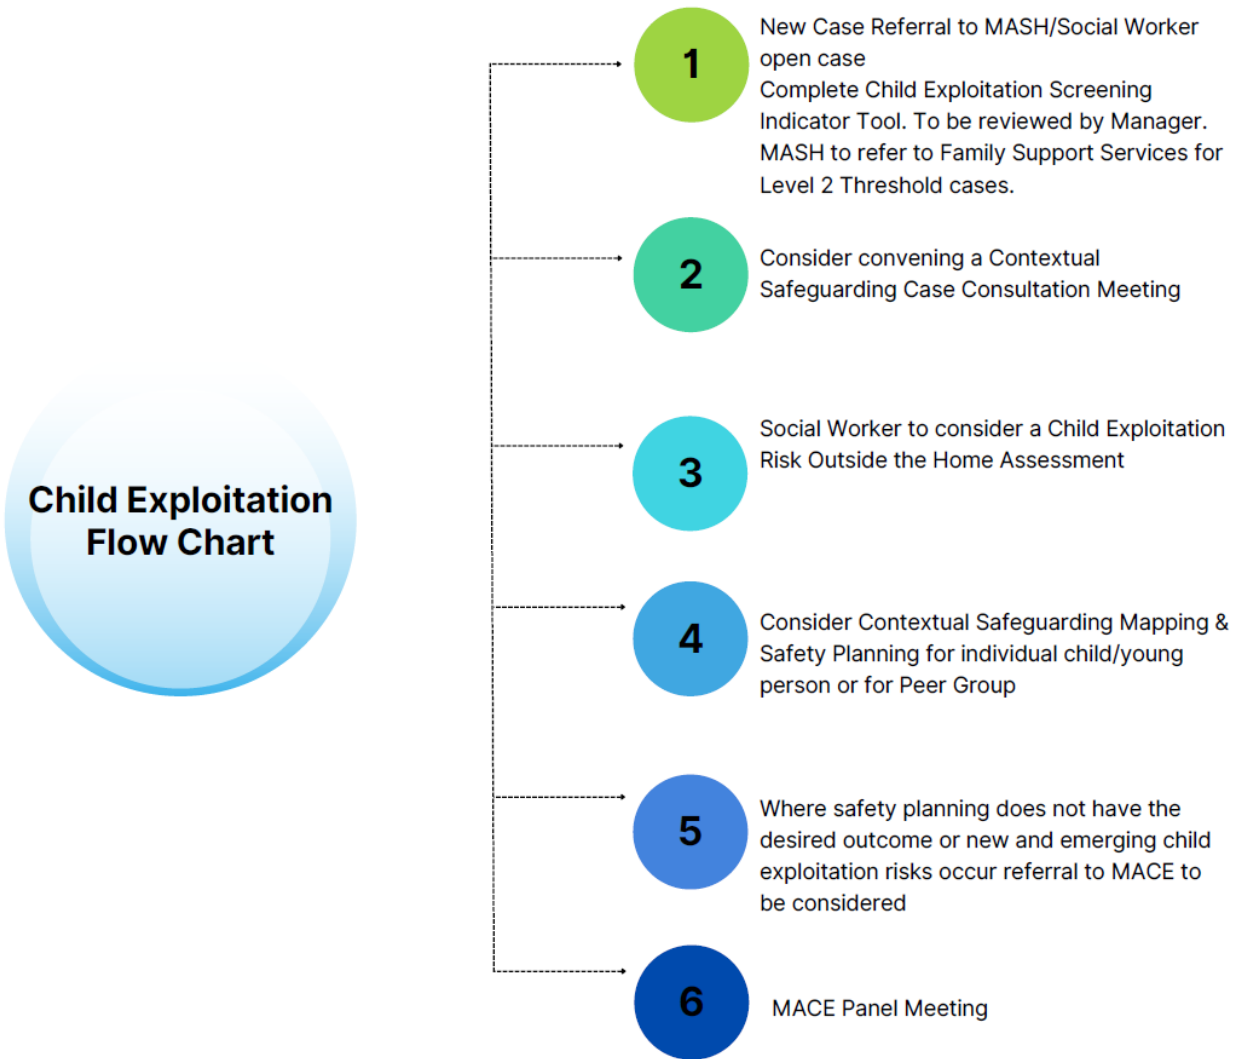 Child Exploitation
Flow Chart
1
New Case Referral to MASH/Social Worker
open case
Complete Child Exploitation Screening
Indicator Tool. To be reviewed by Manager.
MASH to refer to Family Support Services for
Level 2 Threshold cases.
2
Consider convening a Contextual
Safeguarding Case Consultation Meeting
3
Social Worker to consider a Child Exploitation
Risk Outside the Home Assessment
4
Consider Contextual Safeguarding Mapping &
Safety Planning for individual child/young
person or for Peer Group
5
Where safety planning does not have the
desired outcome or new and emerging child
exploitation risks occur referral to MACE to
be considered
6
MACE Panel Meeting